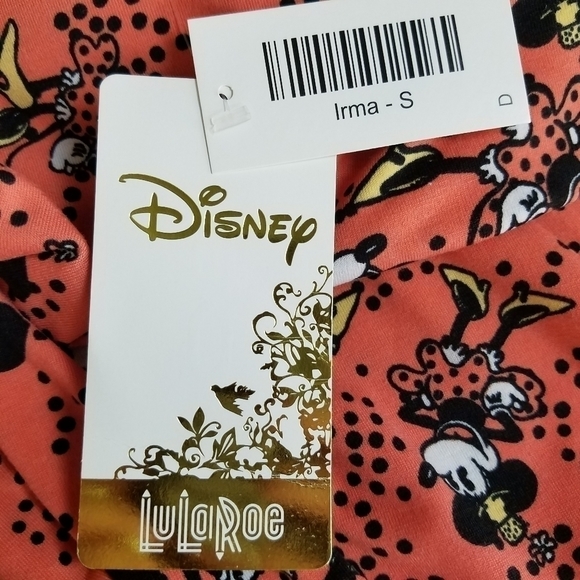 Irma - S
D
Disney
LuLaRoe